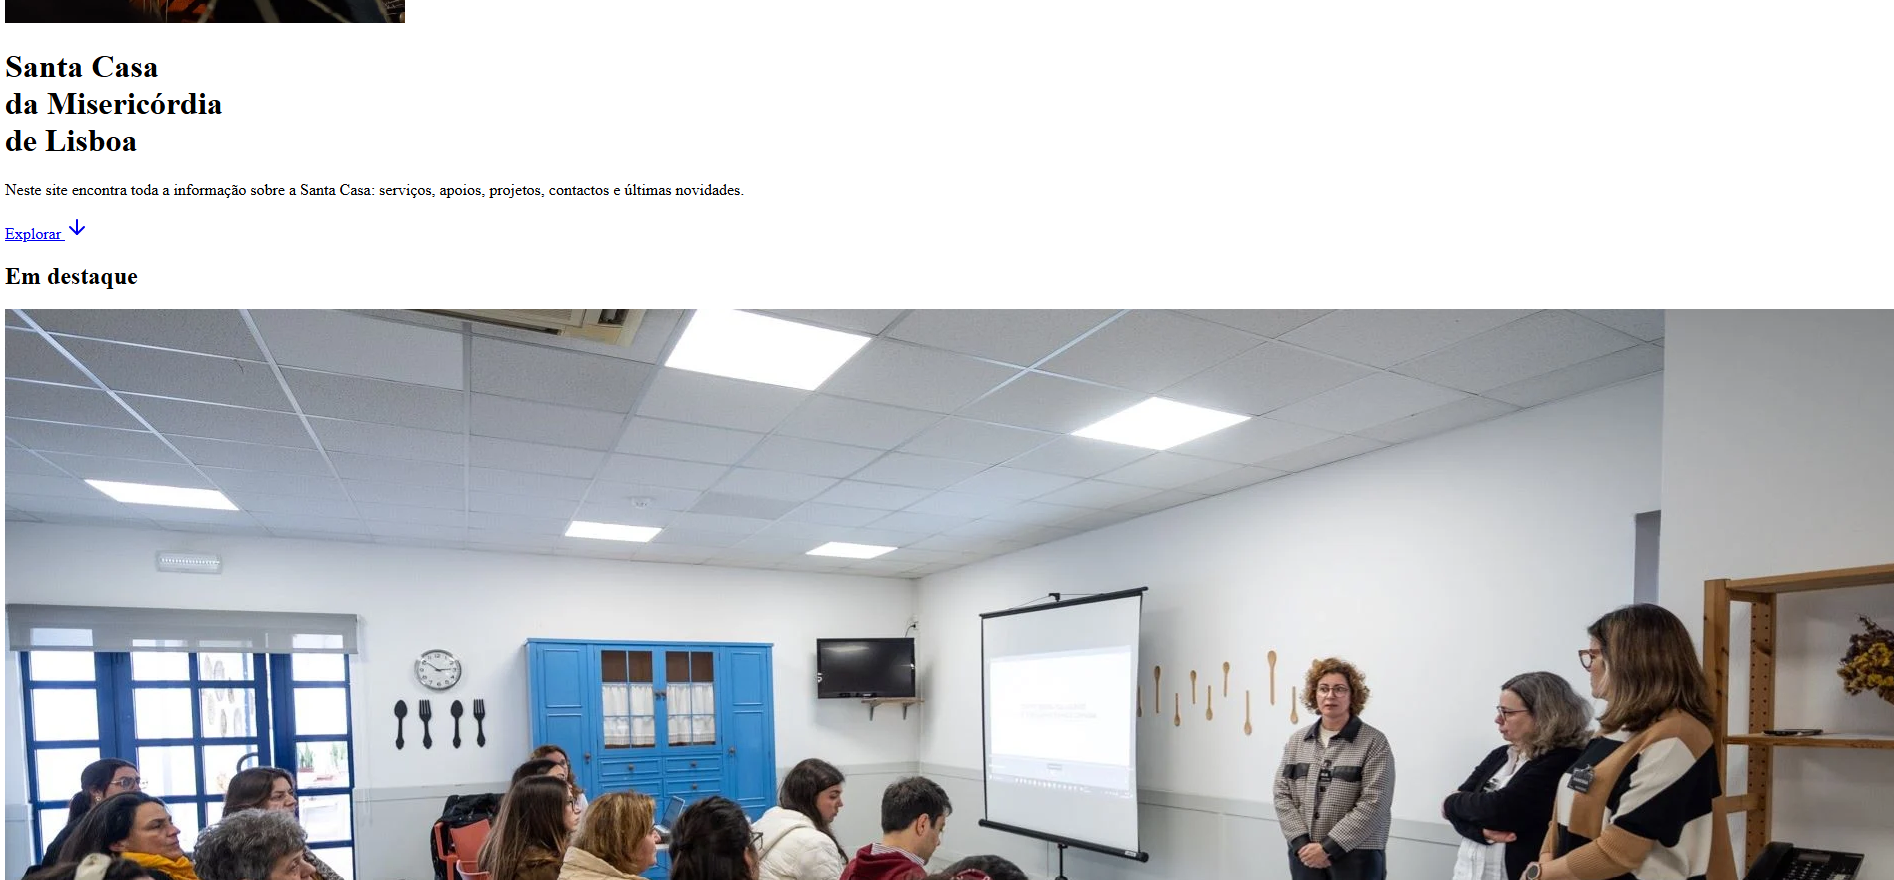 Santa Casa
da Misericórdia
de Lisboa
Neste site encontra toda a informação sobre a Santa Casa: serviços, apoios, projetos, contactos e últimas novidades.
Explorar
Em destaque